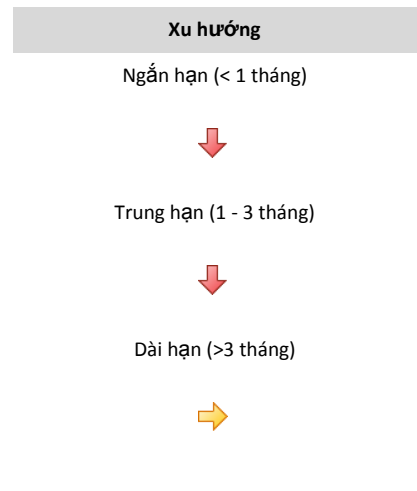 Xu hướng
Ngắn hạn (< 1 tháng)
Trung hạn (1 - 3 tháng)
Dài hạn (>3 tháng)